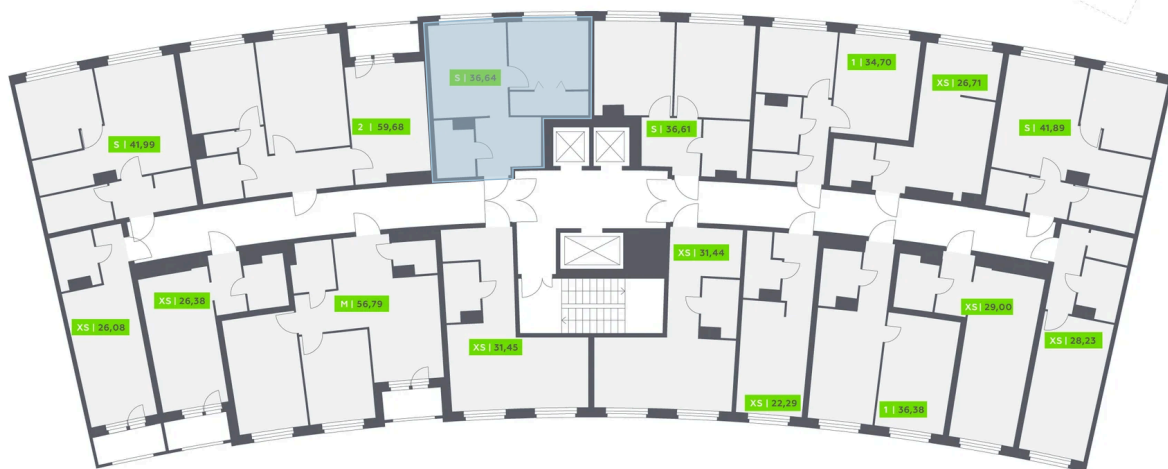 S | 36,64
1 | 34,70
XS | 26,71
2 | 59,68
S | 36,61
S | 41,89
S | 41,99
XS | 31,44
XS | 26,38
M | 56,79
XS | 29,00
XS | 26,08
XS | 31,45
XS | 28,23
XS | 22,29
1 | 36,38